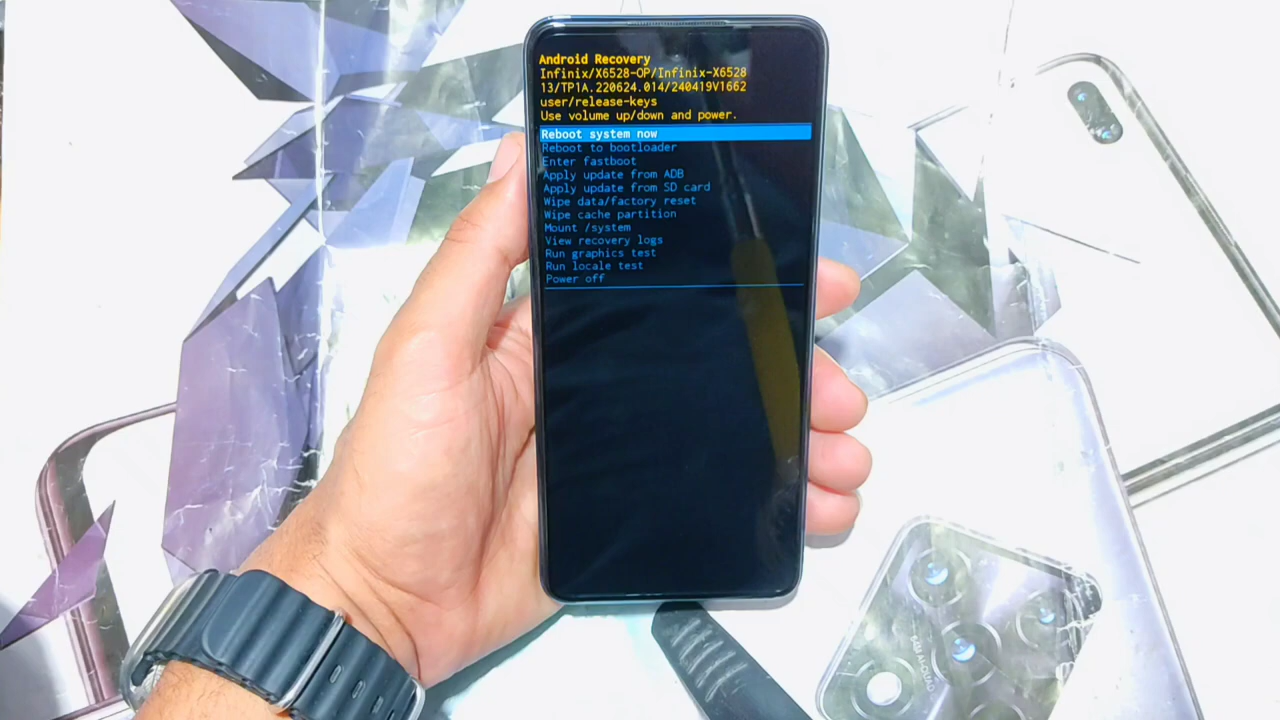 Android Recovery
Infinix/X6528-OP/Infinix-X6528
13/TP1A.220624.014/240419V1662
user/release-keys
Use volume up/down and power.
Reboot system now
Reboot to bootloader
Enter fastboot
Apply update from ADB
Apply update from SD card
Wipe data/factory reset
Wipe cache partition
Mount /system
View recovery logs
Run graphics test
Run locale test
Power off